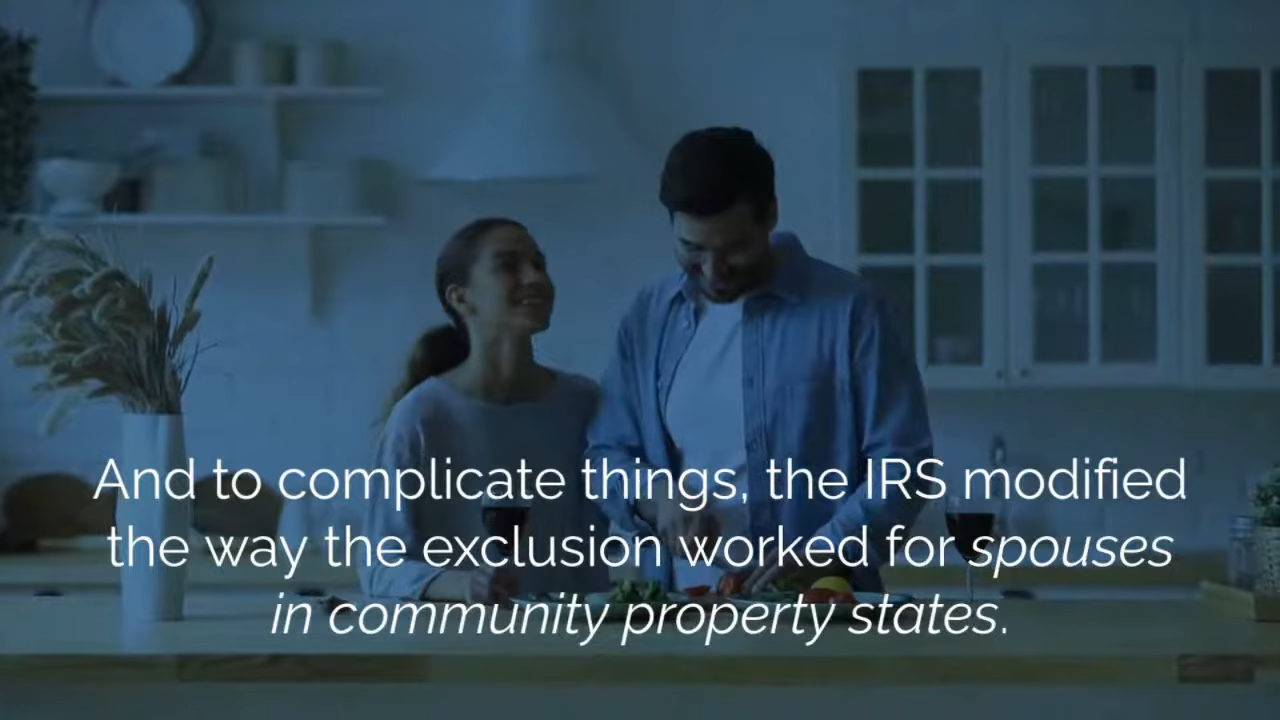 And to complicate things, the IRS modified
the way the exclusion worked for spouses
in community property states.